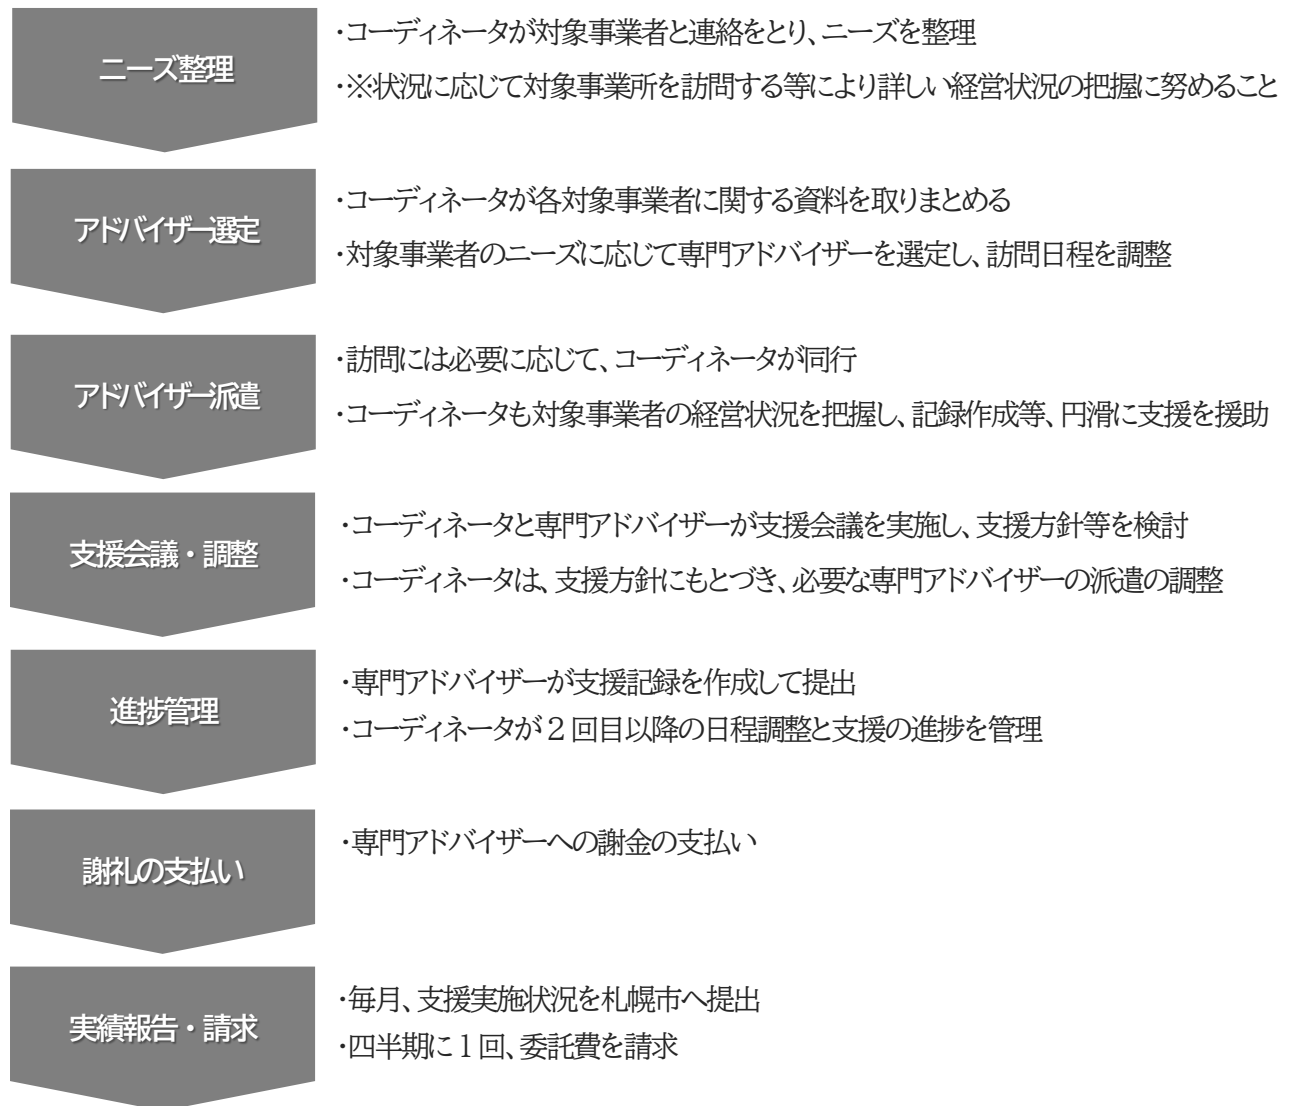 ニーズ整理
・コーディネータが対象事業者と連絡をとり、ニーズを整理
・※状況に応じて対象事業所を訪問する等により詳しい経営状況の把握に努めること
アドバイザー選定
・コーディネータが各対象事業者に関する資料を取りまとめる
・対象事業者のニーズに応じて専門アドバイザーを選定し、訪問日程を調整
アドバイザー派遣
・訪問には必要に応じて、コーディネータが同行
・コーディネータも対象事業者の経営状況を把握し、記録作成等、円滑に支援を援助
支援会議・調整
・コーディネータと専門アドバイザーが支援会議を実施し、支援方針等を検討
・コーディネータは、支援方針にもとづき、必要な専門アドバイザーの派遣の調整
進捗管理
・専門アドバイザーが支援記録を作成して提出
・コーディネータが２回目以降の日程調整と支援の進捗を管理
謝礼の支払い
・専門アドバイザーへの謝金の支払い
実績報告・請求
・毎月、支援実施状況を札幌市へ提出
・四半期に１回、委託費を請求